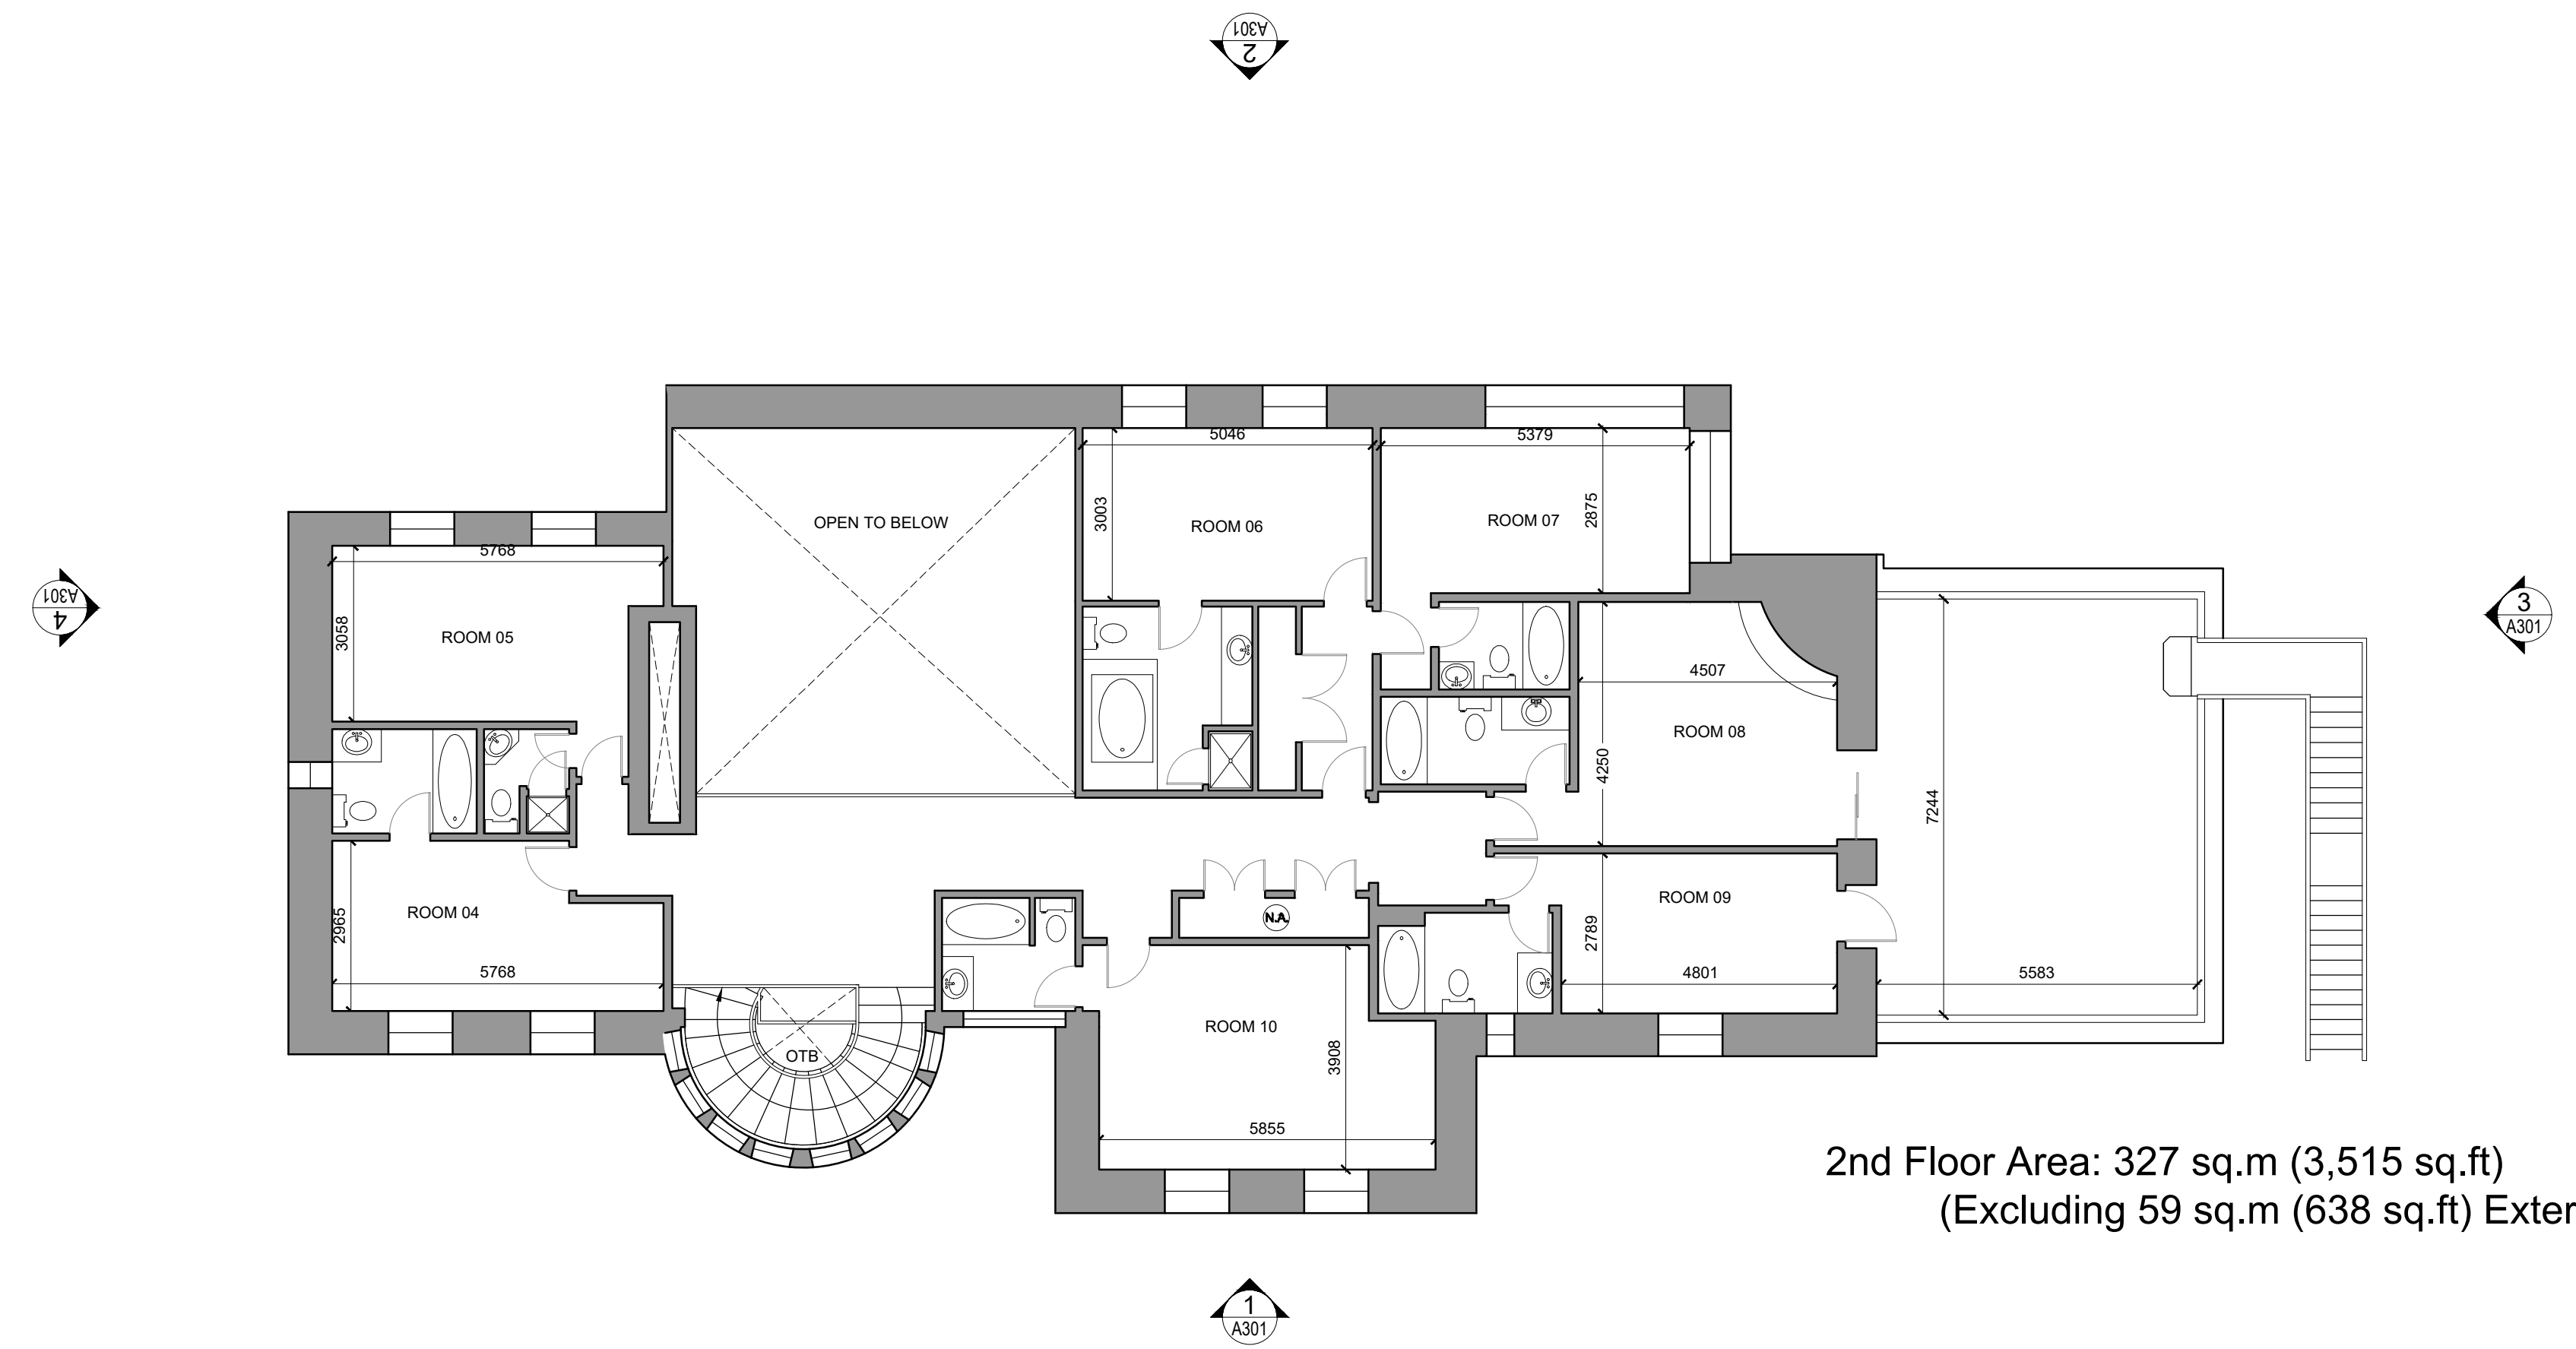 A301
2
5046
5379
3003
OPEN TO BELOW
ROOM 06
ROOM 07
2875
5768
3058
ROOM 05
A301
4
3
A301
4507
ROOM 08
4250
7244
ROOM 04
2965
5768
N.A.
ROOM 09
2789
4801
5583
OTB
ROOM 10
3908
5855
2nd Floor Area: 327 sq.m (3,515 sq.ft)
(Excluding 59 sq.m (638 sq.ft) Exter
1
A301